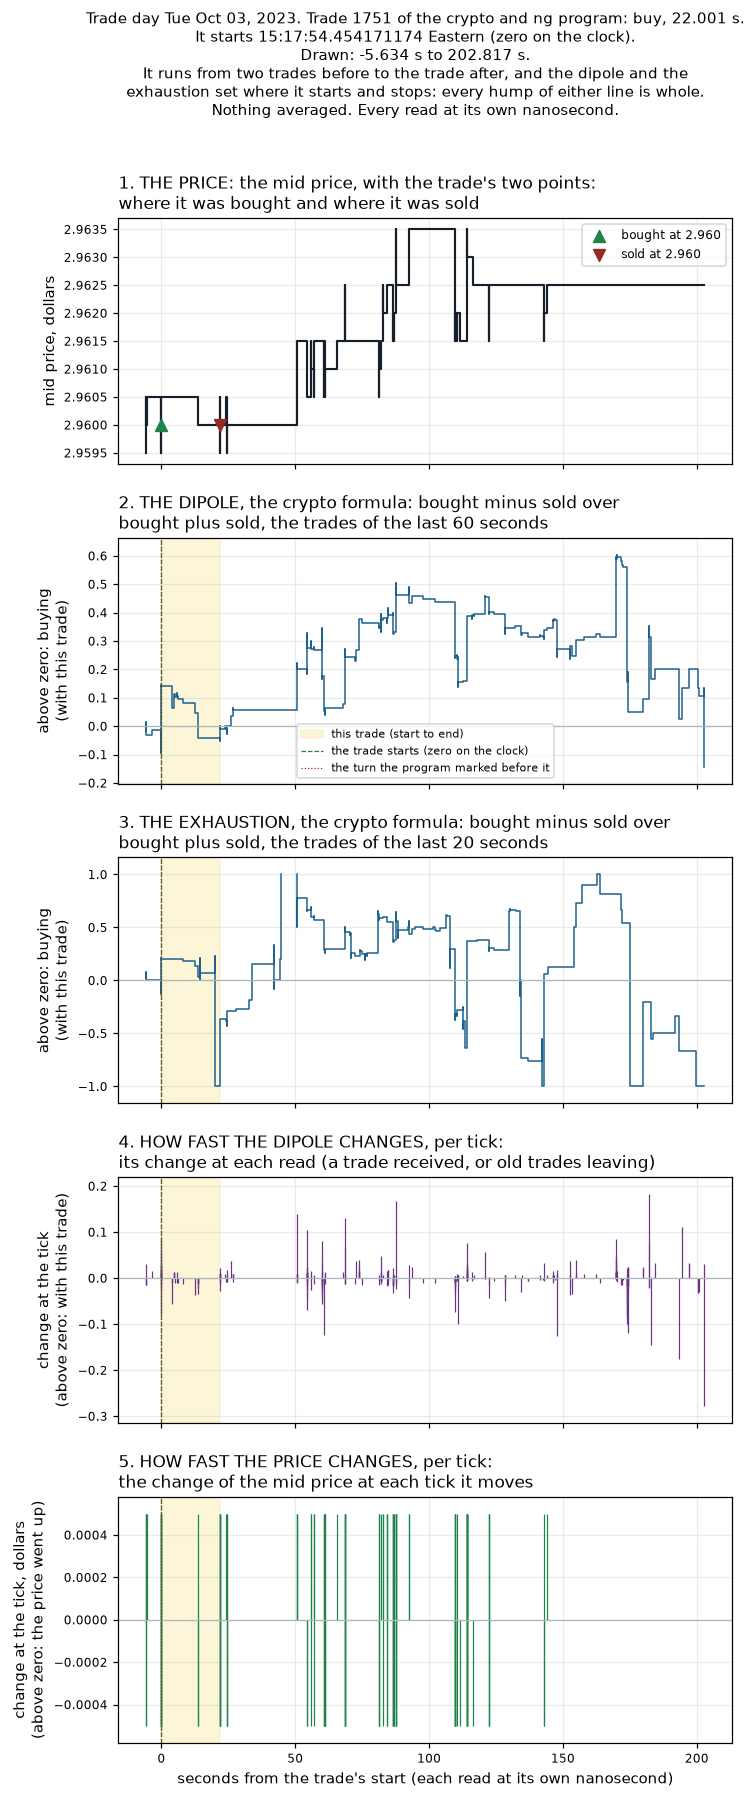 Trade day Tue Oct 03, 2023. Trade 1751 of the crypto and ng program: buy, 22.001 s.
It starts 15:17:54.454171174 Eastern (zero on the clock).
Drawn: -5.634 s to 202.817 s.
It runs from two trades before to the trade after, and the dipole and the
exhaustion set where it starts and stops: every hump of either line is whole.
Nothing averaged. Every read at its own nanosecond.
1. THE PRICE: the mid price, with the trade's two points:
where it was bought and where it was sold
mid price, dollars
2.9635
2.9630
2.9625
2.9620
2.9615
2.9610
2.9605
2.9600
2.9595
bought at 2.960
sold at 2.960
2. THE DIPOLE, the crypto formula: bought minus sold over
bought plus sold, the trades of the last 60 seconds
above zero: buying
(with this trade)
0.6
0.5
0.4
0.3
0.2
0.1
0.0
−0.1
−0.2
this trade (start to end)
the trade starts (zero on the clock)
the turn the program marked before it
3. THE EXHAUSTION, the crypto formula: bought minus sold over
bought plus sold, the trades of the last 20 seconds
above zero: buying
(with this trade)
1.0
0.5
0.0
−0.5
−1.0
4. HOW FAST THE DIPOLE CHANGES, per tick:
its change at each read (a trade received, or old trades leaving)
change at the tick
(above zero: with this trade)
0.2
0.1
0.0
−0.1
−0.2
−0.3
5. HOW FAST THE PRICE CHANGES, per tick:
the change of the mid price at each tick it moves
change at the tick, dollars
(above zero: the price went up)
0.0004
0.0002
0.0000
−0.0002
−0.0004
0
50
100
150
200
seconds from the trade's start (each read at its own nanosecond)